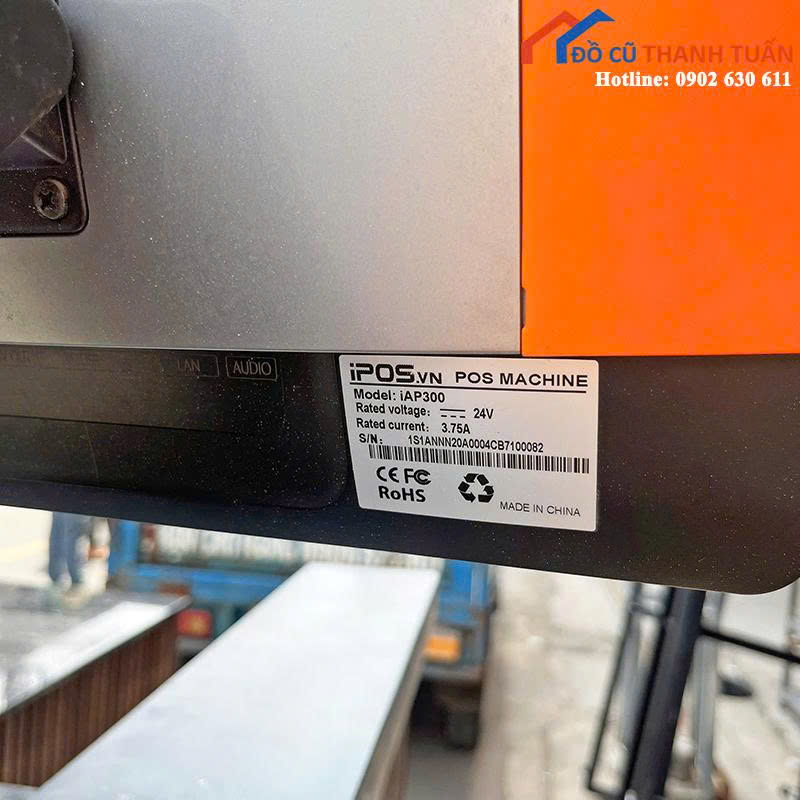 ĐỒ CŨ THANH TUẤN
Hotline: 0902 630 611
LAN
AUDIO
iPOS.VN POS MACHINE
Model: iAP300
Rated voltage: 24V
Rated current: 3.75A
S/N: 1S1ANNN20A0004CB7100082
CE FC
RoHS
MADE IN CHINA